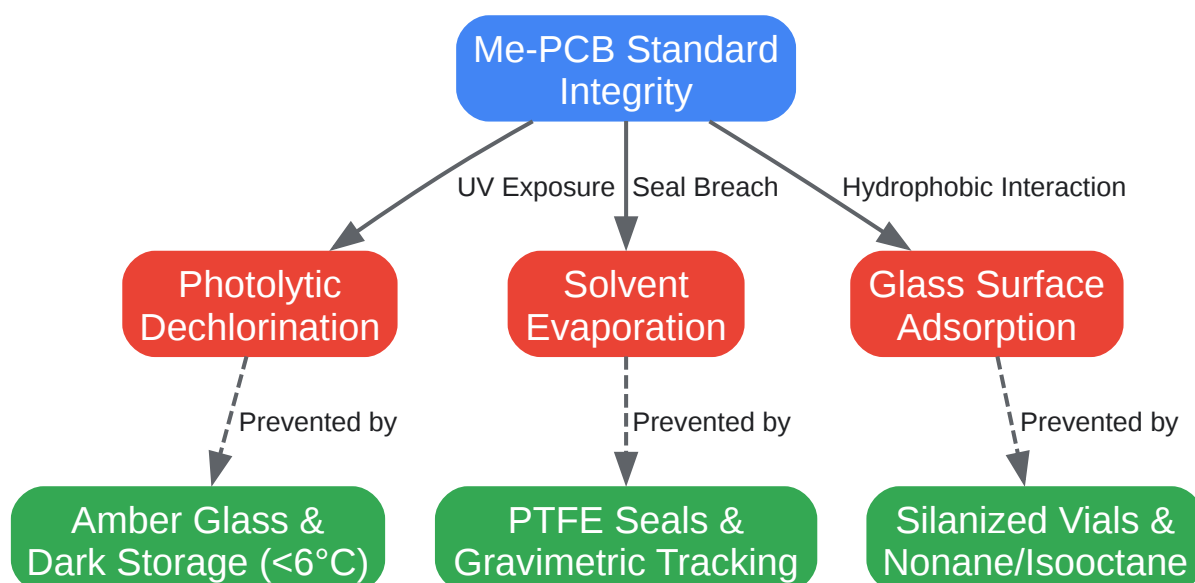 Me-PCB Standard
Integrity
UV Exposure
Seal Breach
Hydrophobic Interaction
Photolytic
Dechlorination
Solvent
Evaporation
Glass Surface
Adsorption
Prevented by
Prevented by
Prevented by
Amber Glass &
Dark Storage (<6°C)
PTFE Seals &
Gravimetric Tracking
Silanized Vials &
Nonane/Isooctane